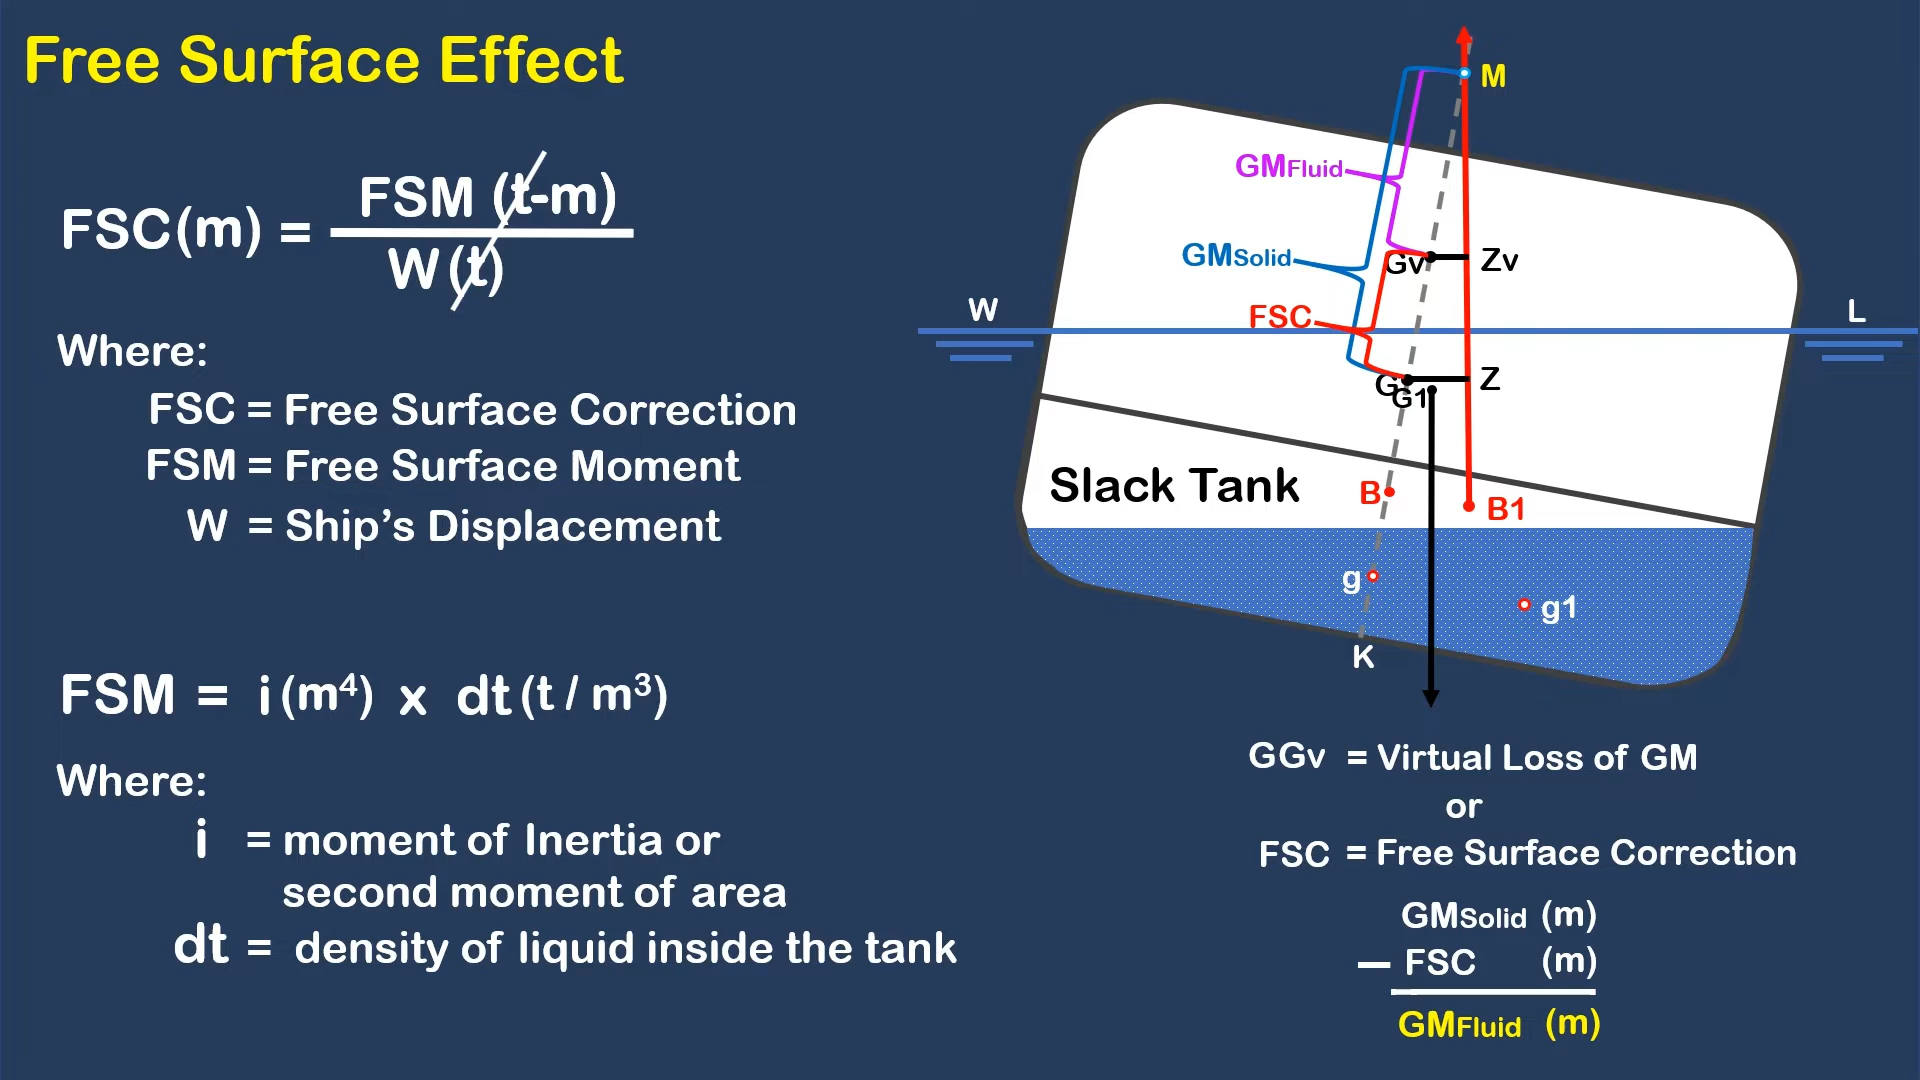 Free Surface Effect
FSC(m) = FSM (t-m)
W(t)
Where:
FSC = Free Surface Correction
FSM = Free Surface Moment
W = Ship's Displacement
FSM = i(m⁴) x dt(t / m³)
Where:
i = moment of Inertia or
second moment of area
dt = density of liquid inside the tank
M
GMFluid
GMSolid
Gv
Zv
FSC
W
L
G
G1
Z
Slack Tank
B
B1
g
g1
K
GGv = Virtual Loss of GM
or
FSC = Free Surface Correction
GMSolid (m)
— FSC (m)
GMFluid (m)